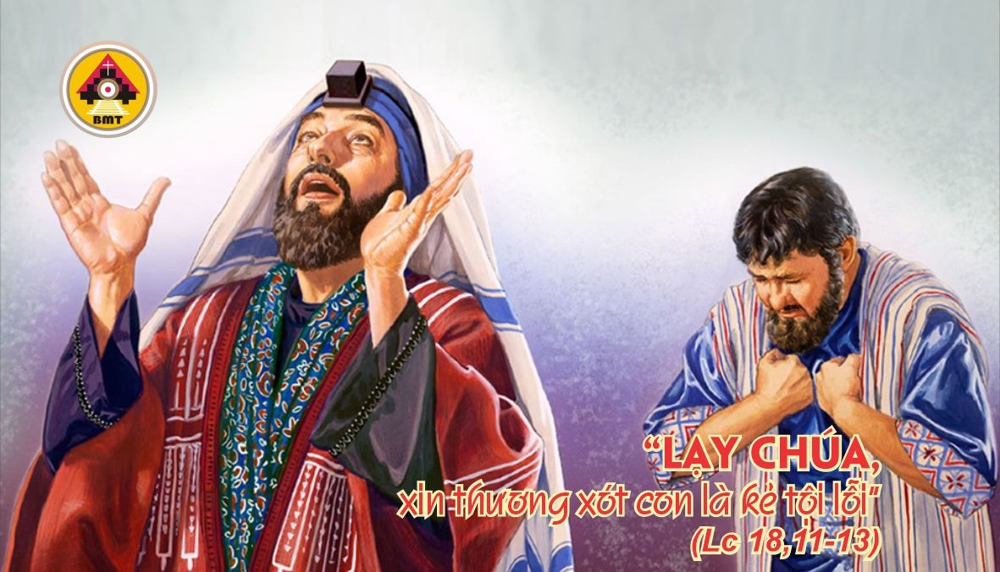 BMT
“LẠY CHÚA,
xin thương xót con là kẻ tội lỗi”
(Lc 18,11-13)